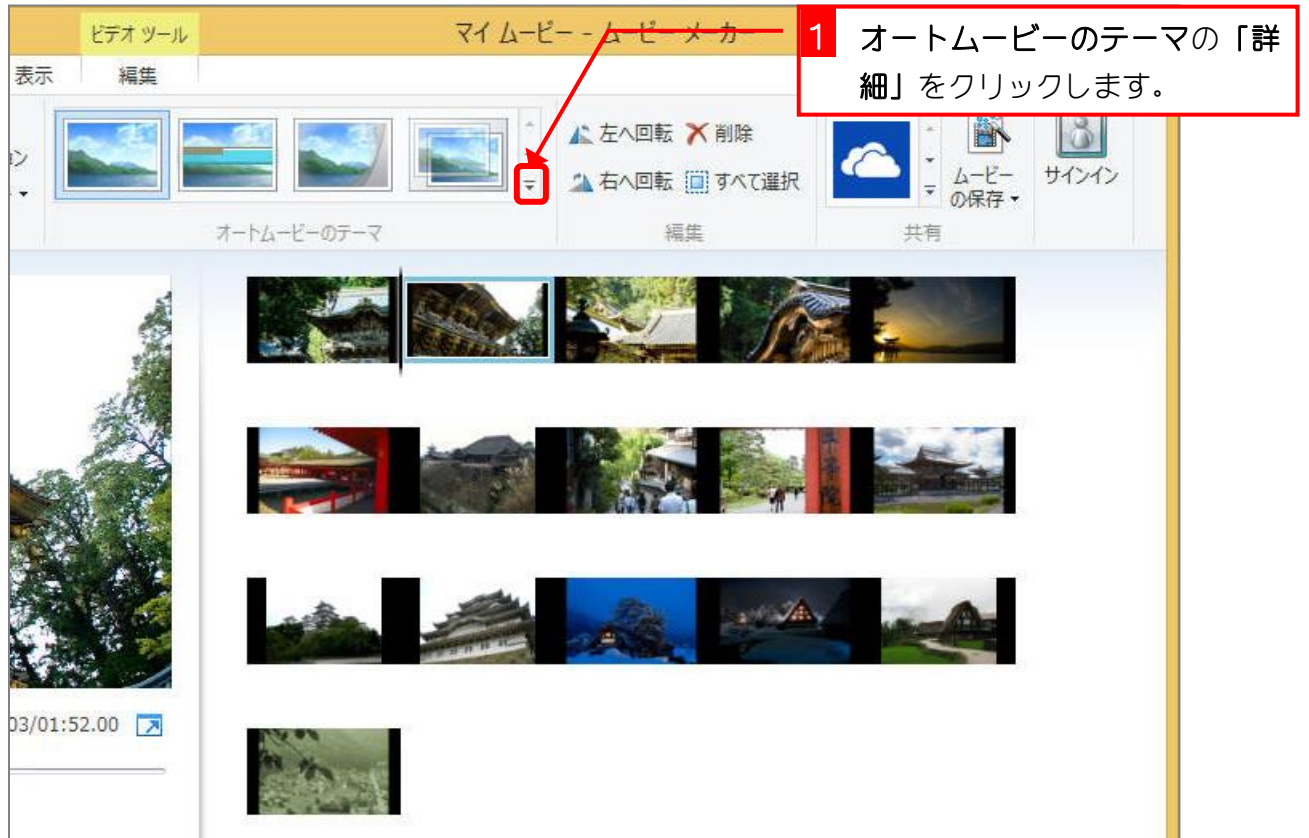 ビデオ ツール
マイ ムービー - ムービー メーカー
1 オートムービーのテーマの「詳
細」をクリックします。
表示 編集
ン
左へ回転 削除
右へ回転 すべて選択
ムービー
の保存
サインイン
オートムービーのテーマ 編集 共有
平等院
03/01:52.00